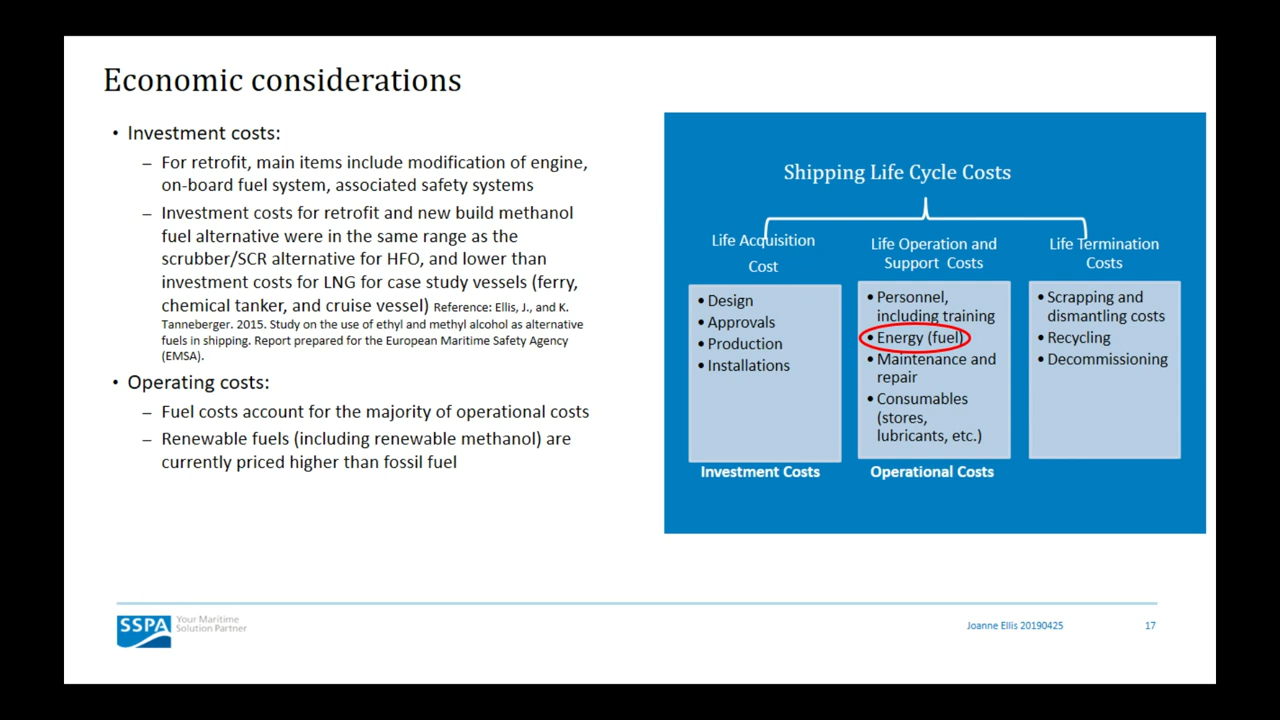 Economic considerations
• Investment costs:
– For retrofit, main items include modification of engine,
on-board fuel system, associated safety systems
– Investment costs for retrofit and new build methanol
fuel alternative were in the same range as the
scrubber/SCR alternative for HFO, and lower than
investment costs for LNG for case study vessels (ferry,
chemical tanker, and cruise vessel) Reference: Ellis, J., and K.
Tanneberger. 2015. Study on the use of ethyl and methyl alcohol as alternative
fuels in shipping. Report prepared for the European Maritime Safety Agency
(EMSA).
• Operating costs:
– Fuel costs account for the majority of operational costs
– Renewable fuels (including renewable methanol) are
currently priced higher than fossil fuel
Shipping Life Cycle Costs
Life Acquisition
Cost
• Design
• Approvals
• Production
• Installations
Investment Costs
Life Operation and
Support Costs
• Personnel,
including training
• Energy (fuel)
• Maintenance and
repair
• Consumables
(stores,
lubricants, etc.)
Operational Costs
Life Termination
Costs
• Scrapping and
dismantling costs
• Recycling
• Decommissioning
SSPA
Your Maritime
Solution Partner
Joanne Ellis 20190425
17